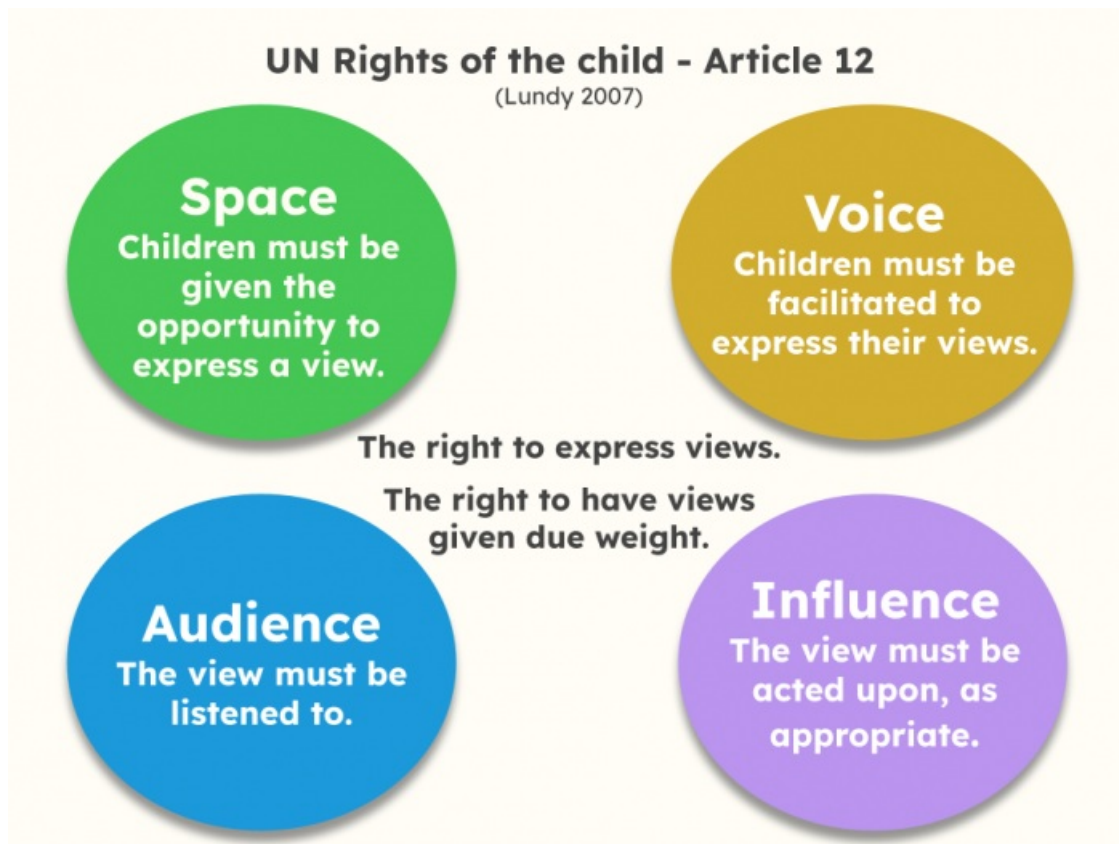 UN Rights of the child - Article 12
(Lundy 2007)
Space
Children must be
given the
opportunity to
express a view.
Voice
Children must be
facilitated to
express their views.
The right to express views.
The right to have views
given due weight.
Audience
The view must be
listened to.
Influence
The view must be
acted upon, as
appropriate.